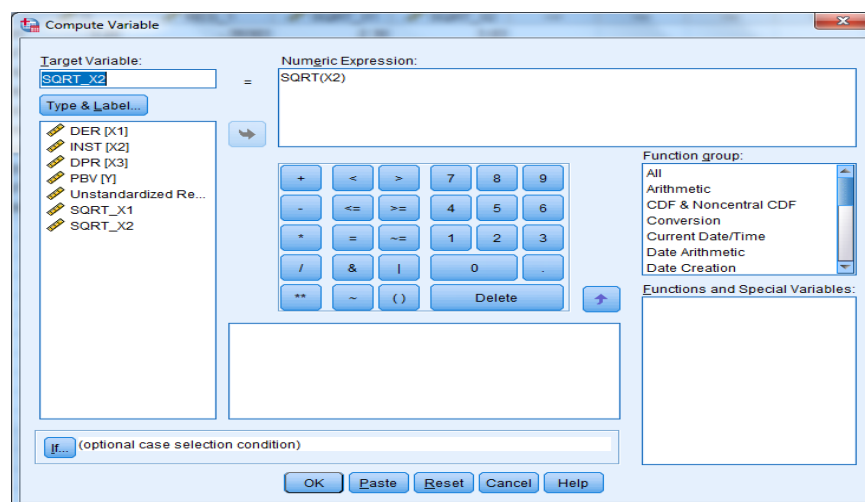 Compute Variable
Target Variable:
SQRT_X2
=
Numeric Expression:
SQRT(X2)
Type & Label...
DER [X1]
INST [X2]
DPR [X3]
PBV [Y]
Unstandardized Re...
SQRT_X1
SQRT_X2
+ < > 7 8 9
- <= >= 4 5 6
* = ~= 1 2 3
/ & | 0 .
** ~ ( ) Delete
Function group:
All
Arithmetic
CDF & Noncentral CDF
Conversion
Current Date/Time
Date Arithmetic
Date Creation
Functions and Special Variables:
If... (optional case selection condition)
OK Paste Reset Cancel Help